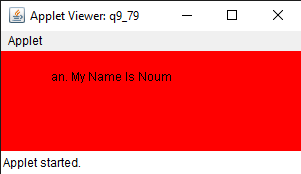 Applet Viewer: q9_79
Applet
an. My Name Is Noum
Applet started.